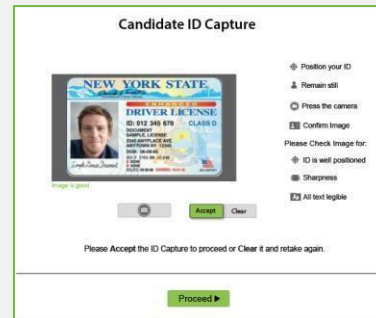 Candidate ID Capture
NEW YORK STATE
ENHANCED
DRIVER LICENSE
ID: 012 345 678 CLASS D
DOCUMENT
SAMPLE, LICENSE
2345 ANYPLACE AVE
ANYTOWN NY 12345
Image is good
Accept
Clear
Position your ID
Remain still
Press the camera
Confirm Image
Please Check Image for:
ID is well positioned
Sharpness
Aa
All text legible
Please Accept the ID Capture to proceed or Clear it and retake again.
Proceed